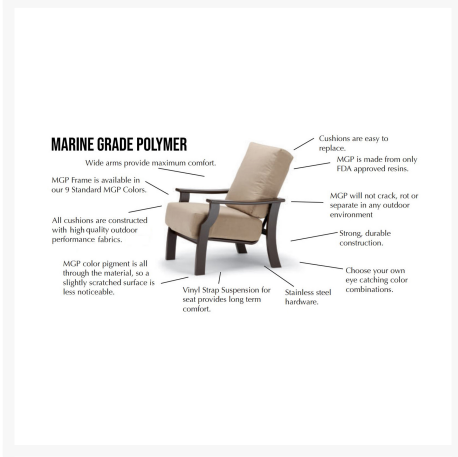 MARINE GRADE POLYMER
Wide arms provide maximum comfort.
MGP Frame is available in
our 9 Standard MGP Colors.
All cushions are constructed
with high quality outdoor
performance fabrics.
MGP color pigment is all
through the material, so a
slightly scratched surface is
less noticeable.
Vinyl Strap Suspension for
seat provides long term
comfort.
Stainless steel
hardware.
Cushions are easy to
replace.
MGP is made from only
FDA approved resins.
MGP will not crack, rot or
separate in any outdoor
environment
Strong, durable
construction.
Choose your own
eye catching color
combinations.